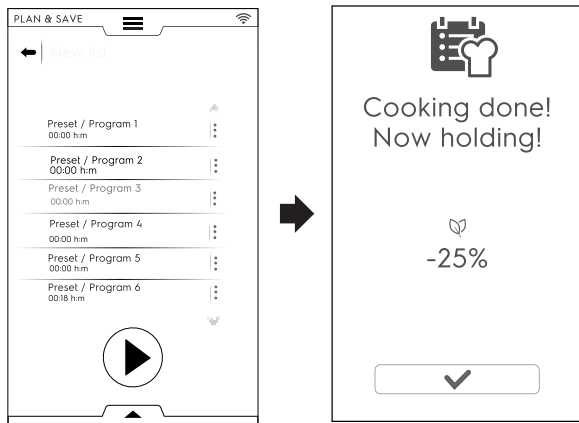 PLAN & SAVE
New list
Preset / Program 1
00:00 h:m
Preset / Program 2
00:00 h:m
Preset / Program 3
00:00 h:m
Preset / Program 4
00:00 h:m
Preset / Program 5
00:00 h:m
Preset / Program 6
00:18 h:m
Cooking done!
Now holding!
-25%